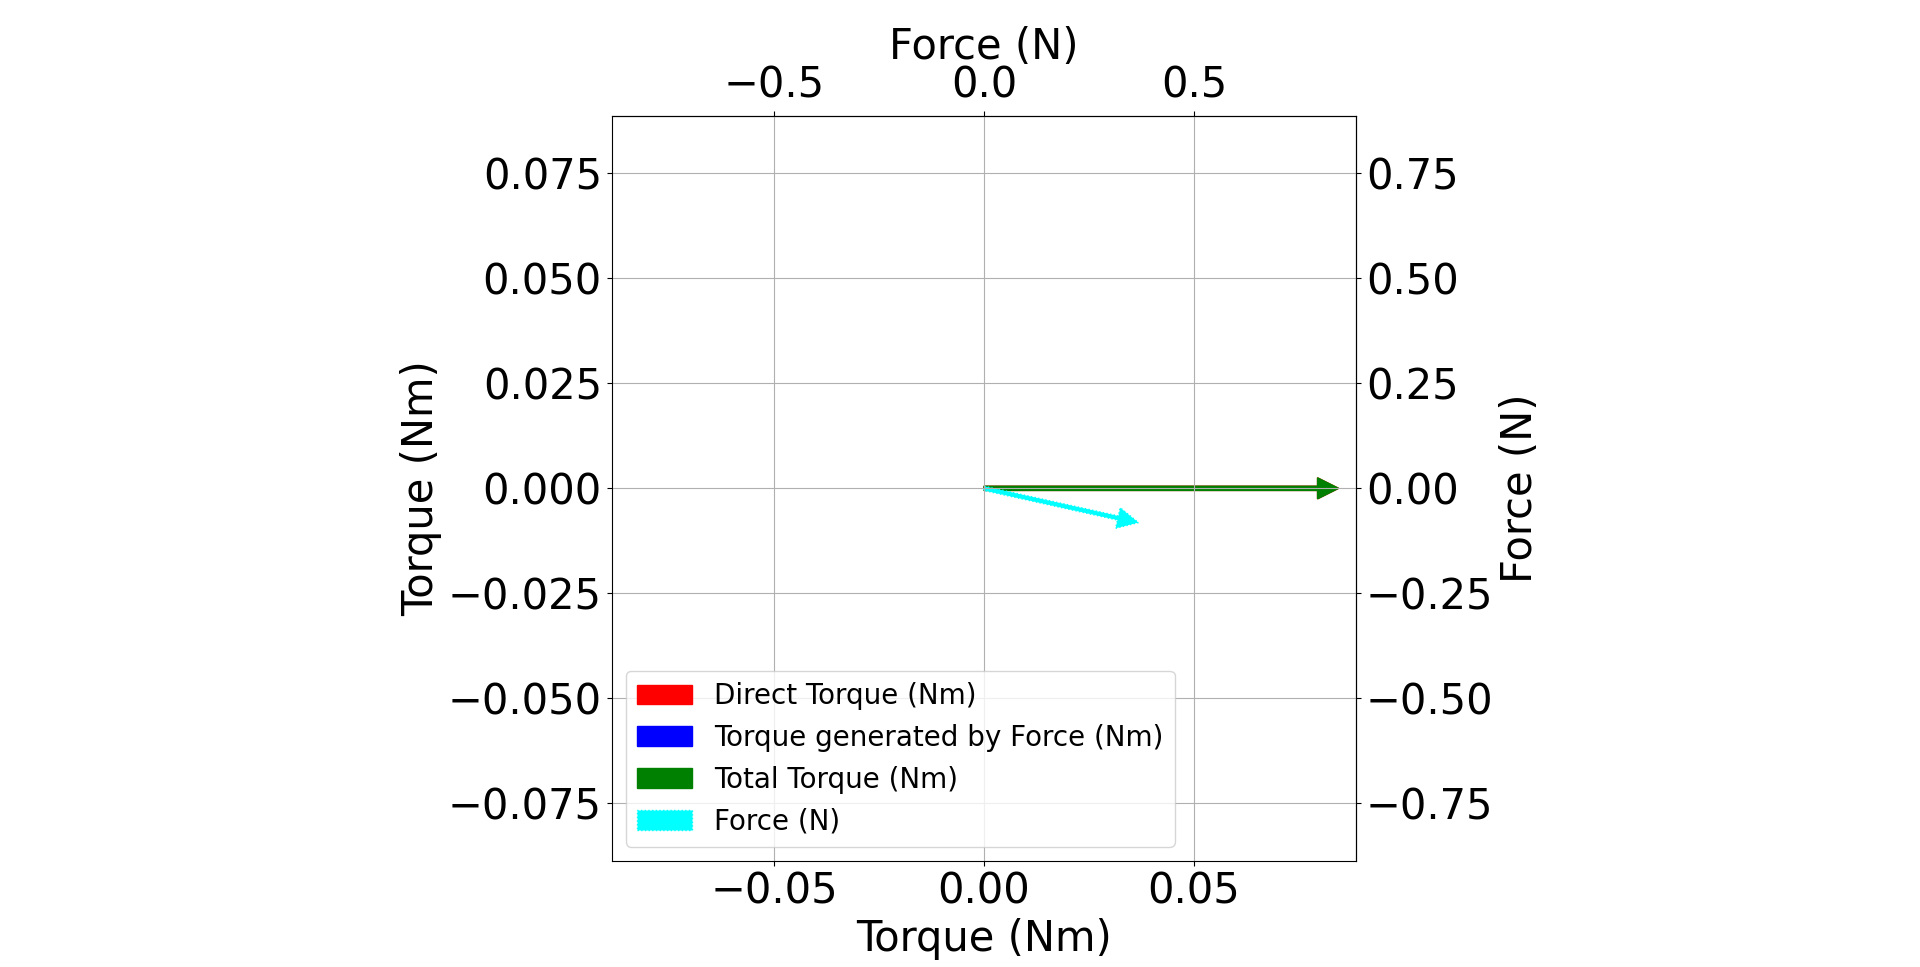 Force (N)
−0.5 0.0 0.5
0.075 0.75
0.050 0.50
0.025 0.25
0.000 0.00
−0.025 −0.25
−0.050 −0.50
−0.075 −0.75
Torque (Nm)
Force (N)
Direct Torque (Nm)
Torque generated by Force (Nm)
Total Torque (Nm)
Force (N)
−0.05 0.00 0.05
Torque (Nm)